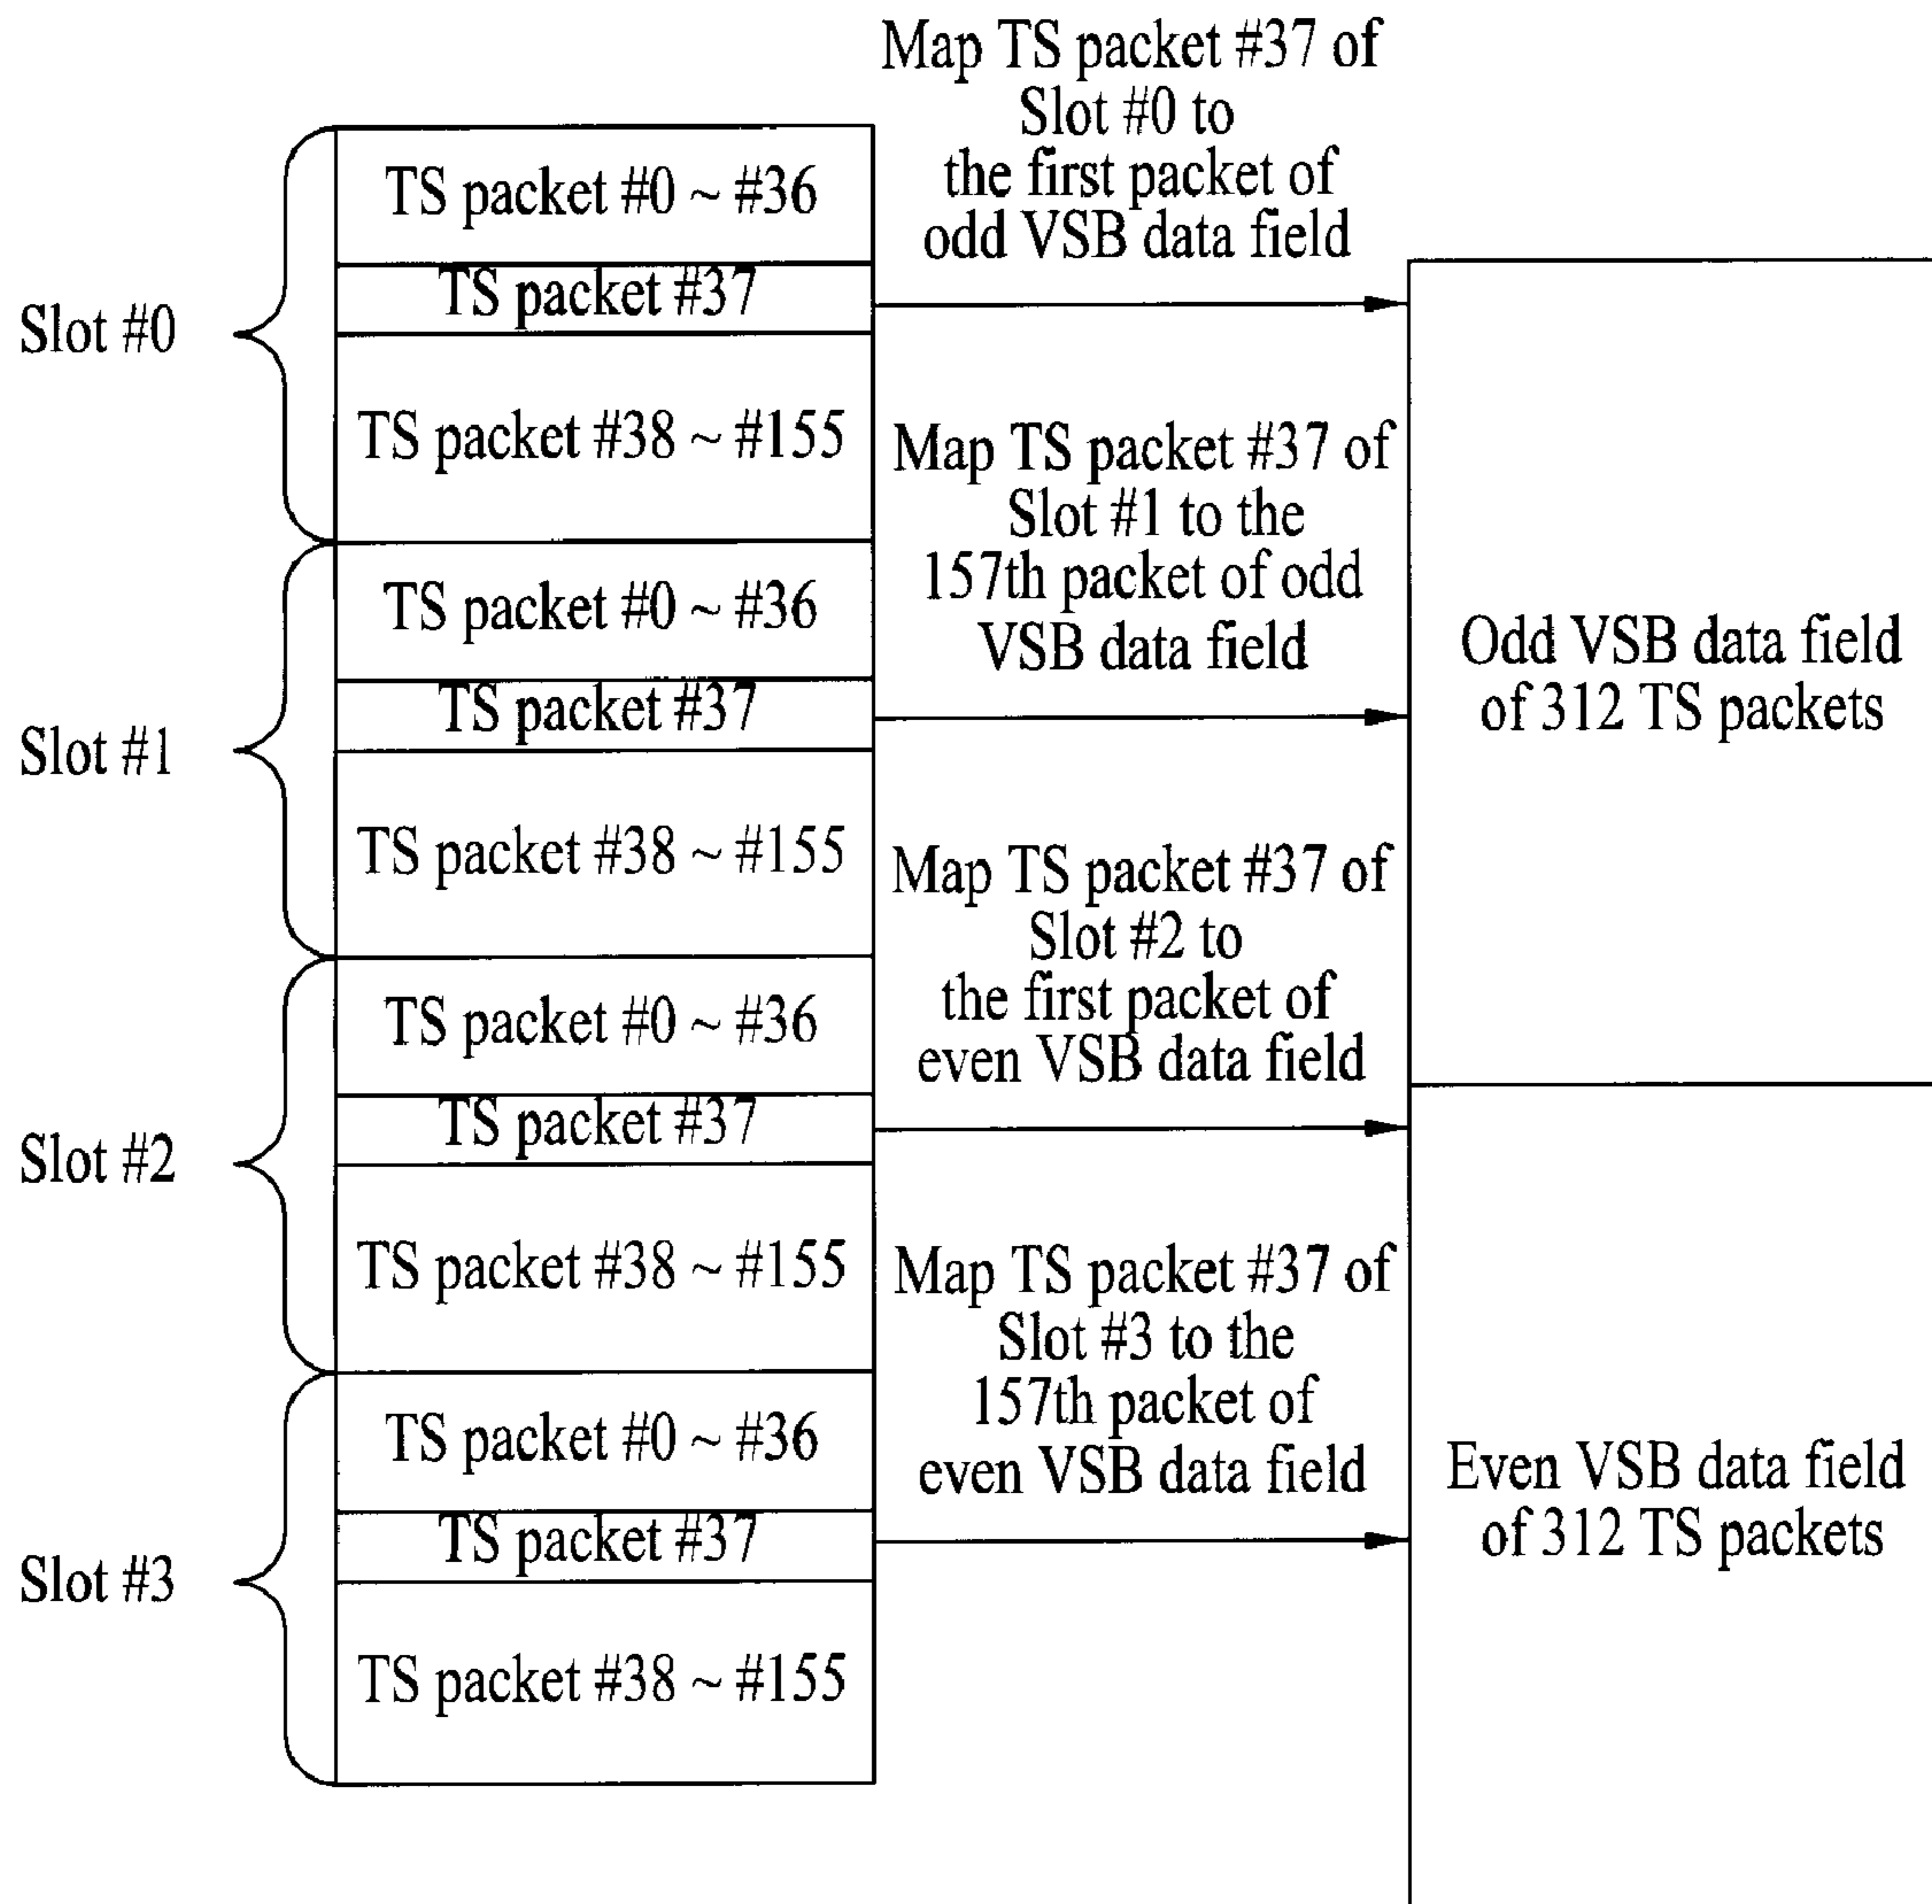 Map TS packet #37 of
Slot #0 to
the first packet of
odd VSB data field
Slot #0
TS packet #0 ~ #36
TS packet #37
TS packet #38 ~ #155
Map TS packet #37 of
Slot #1 to the
157th packet of odd
VSB data field
Slot #1
TS packet #0 ~ #36
TS packet #37
TS packet #38 ~ #155
Odd VSB data field
of 312 TS packets
Map TS packet #37 of
Slot #2 to
the first packet of
even VSB data field
Slot #2
TS packet #0 ~ #36
TS packet #37
TS packet #38 ~ #155
Map TS packet #37 of
Slot #3 to the
157th packet of
even VSB data field
Slot #3
TS packet #0 ~ #36
TS packet #37
TS packet #38 ~ #155
Even VSB data field
of 312 TS packets